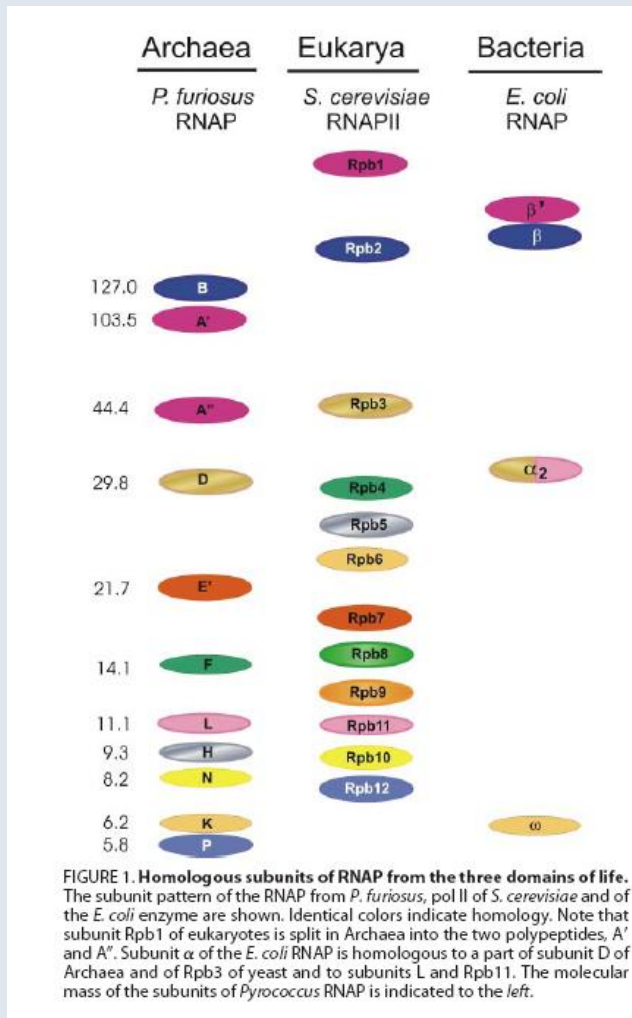 Archaea Eukarya Bacteria
P. furiosus S. cerevisiae E. coli
RNAP RNAPII RNAP
Rpb1
β'
Rpb2 β
127.0 B
103.5 A'
44.4 A" Rpb3
α2
29.8 D Rpb4
Rpb5
Rpb6
21.7 E'
Rpb7
14.1 F Rpb8
Rpb9
11.1 L Rpb11
9.3 H Rpb10
8.2 N Rpb12
6.2 K ω
5.8 P
FIGURE 1. Homologous subunits of RNAP from the three domains of life.
The subunit pattern of the RNAP from P. furiosus, pol II of S. cerevisiae and of
the E. coli enzyme are shown. Identical colors indicate homology. Note that
subunit Rpb1 of eukaryotes is split in Archaea into the two polypeptides, A′
and A″. Subunit α of the E. coli RNAP is homologous to a part of subunit D of
Archaea and of Rpb3 of yeast and to subunits L and Rpb11. The molecular
mass of the subunits of Pyrococcus RNAP is indicated to the left.